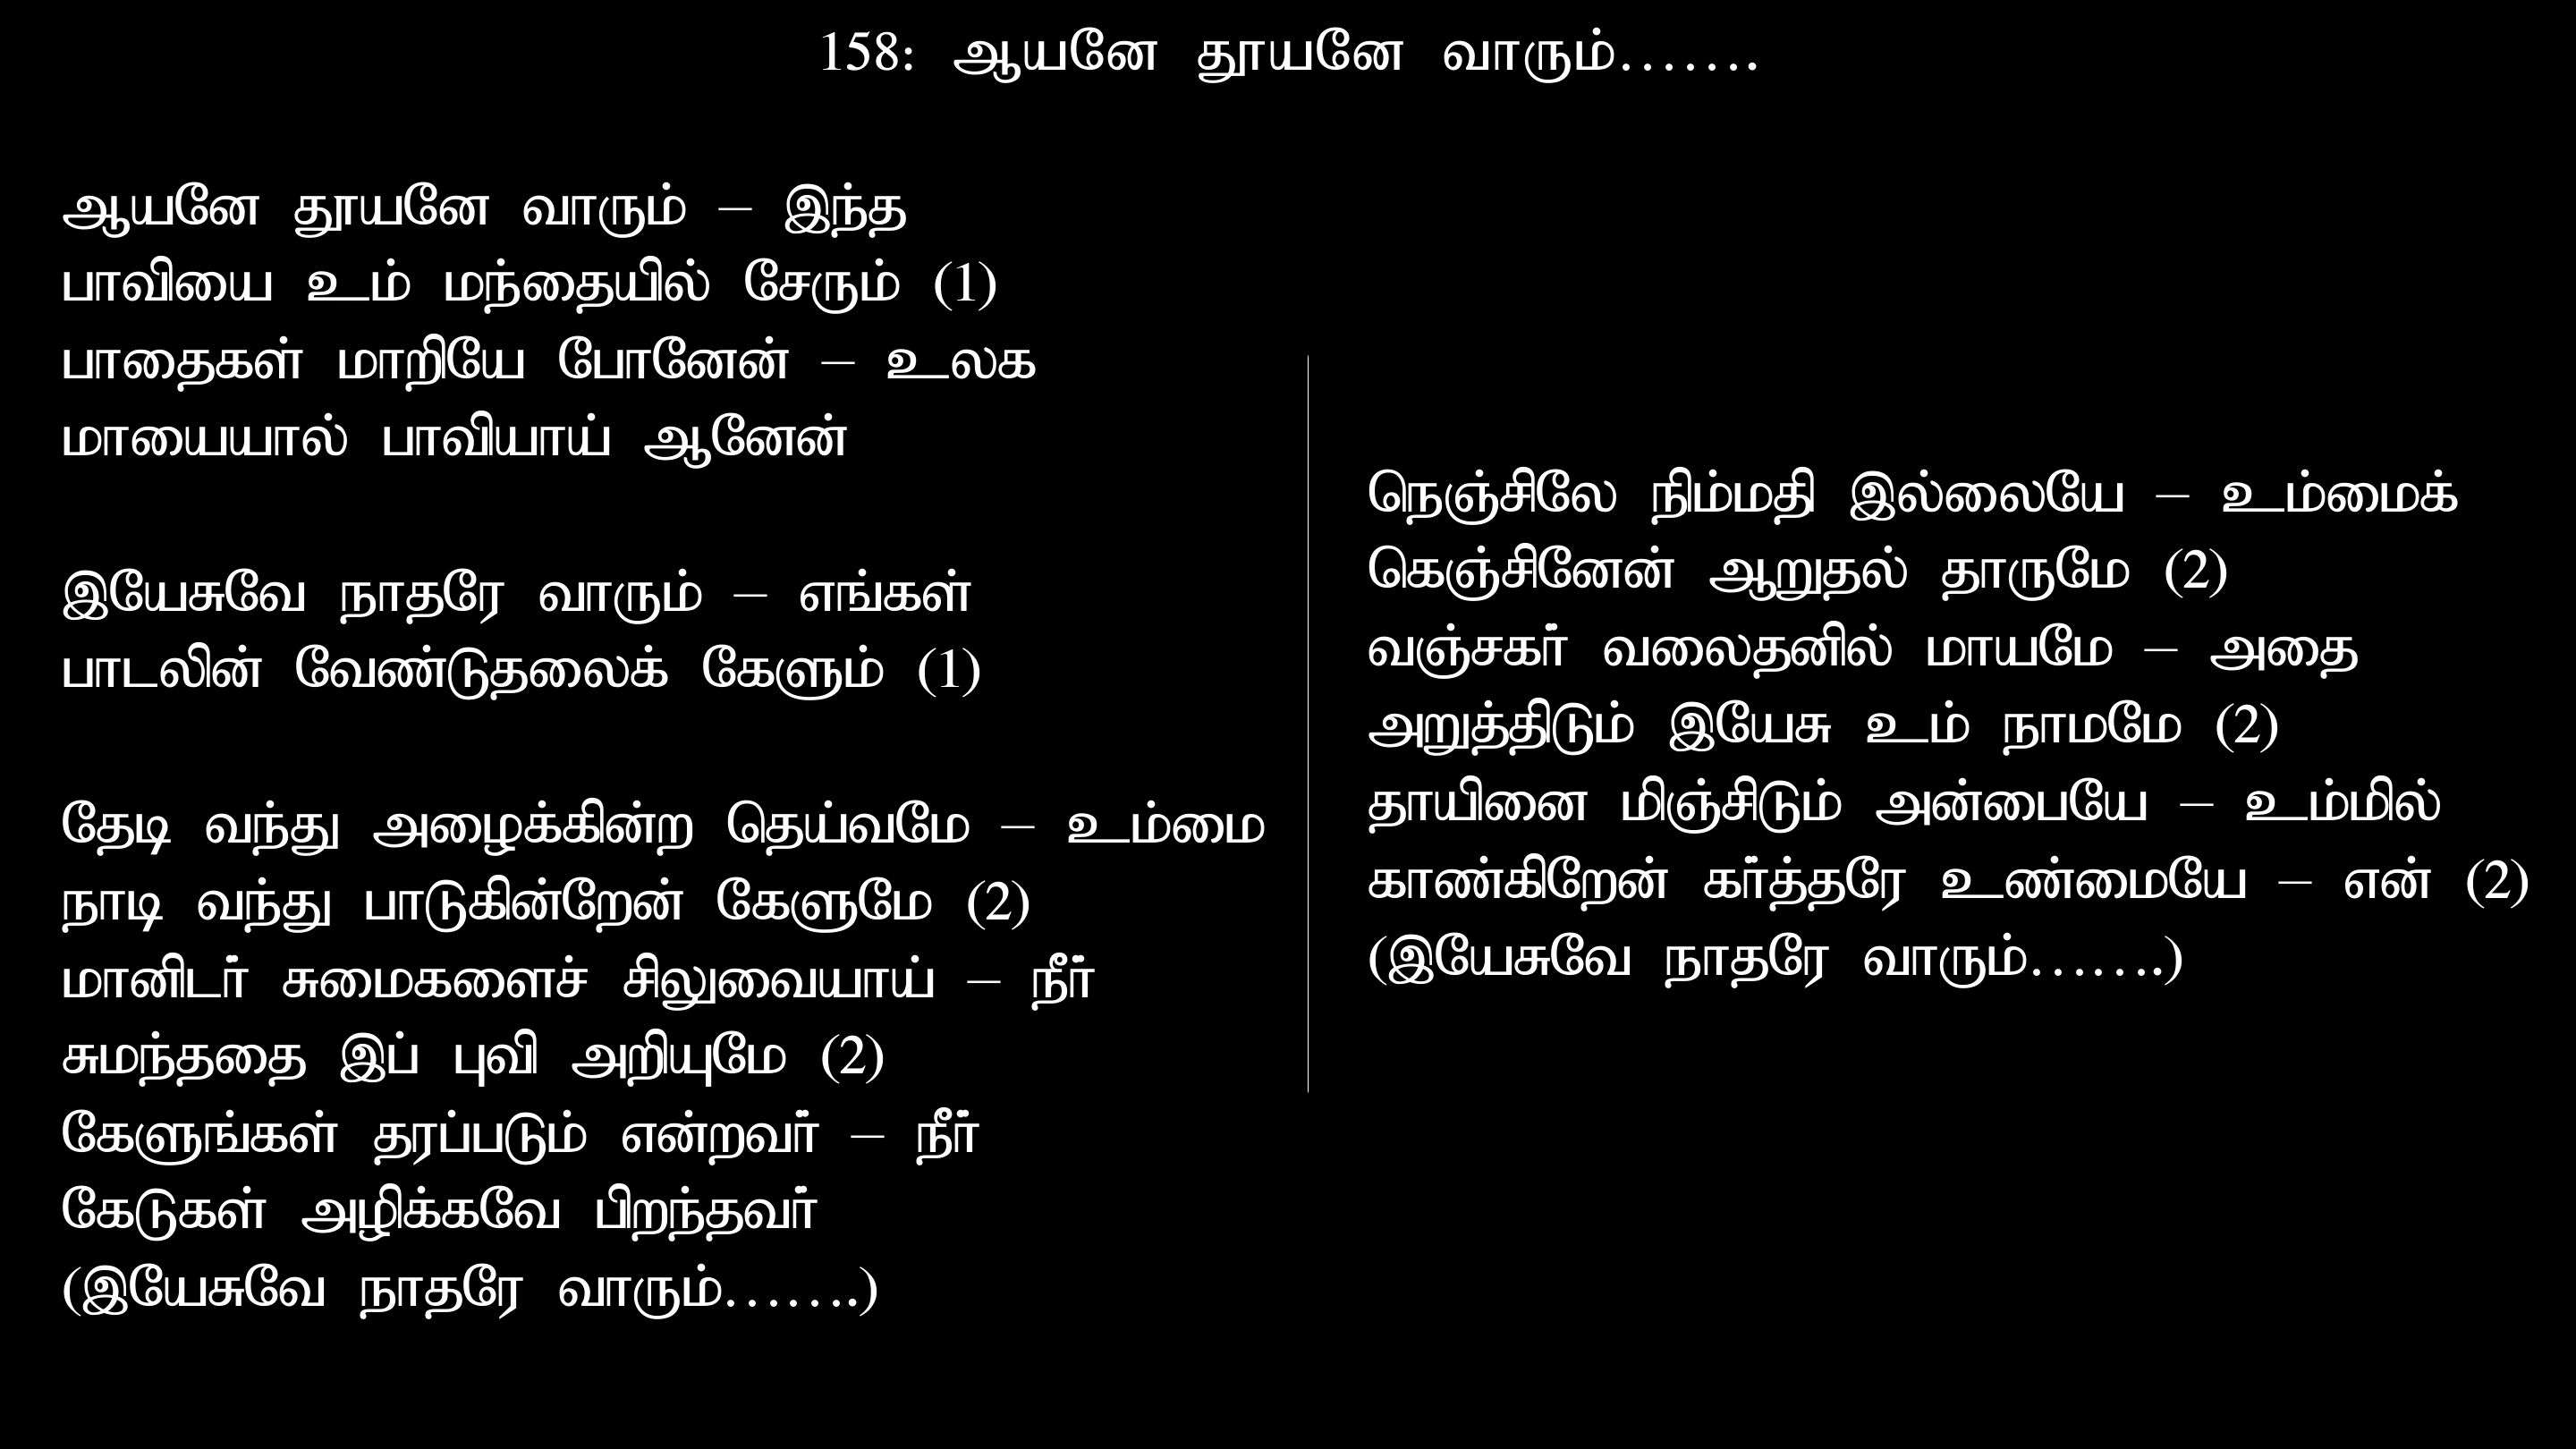 158: ஆயனே தூயனே வாரும்…….
ஆயனே தூயனே வாரும் – இந்த
பாவியை உம் மந்தையில் சேரும் (1)
பாதைகள் மாறியே போனேன் – உலக
மாயையால் பாவியாய் ஆனேன்
இயேசுவே நாதரே வாரும் – எங்கள்
பாடலின் வேண்டுதலைக் கேளும் (1)
தேடி வந்து அழைக்கின்ற தெய்வமே – உம்மை
நாடி வந்து பாடுகின்றேன் கேளுமே (2)
மானிடர் சுமைகளைச் சிலுவையாய் – நீர்
சுமந்ததை இப் புவி அறியுமே (2)
கேளுங்கள் தரப்படும் என்றவர் – நீர்
கேடுகள் அழிக்கவே பிறந்தவர்
(இயேசுவே நாதரே வாரும்…….)
நெஞ்சிலே நிம்மதி இல்லையே – உம்மைக்
கெஞ்சினேன் ஆறுதல் தாருமே (2)
வஞ்சகர் வலைதனில் மாயமே – அதை
அறுத்திடும் இயேசு உம் நாமமே (2)
தாயினை மிஞ்சிடும் அன்பையே – உம்மில்
காண்கிறேன் கர்த்தரே உண்மையே – என் (2)
(இயேசுவே நாதரே வாரும்…….)